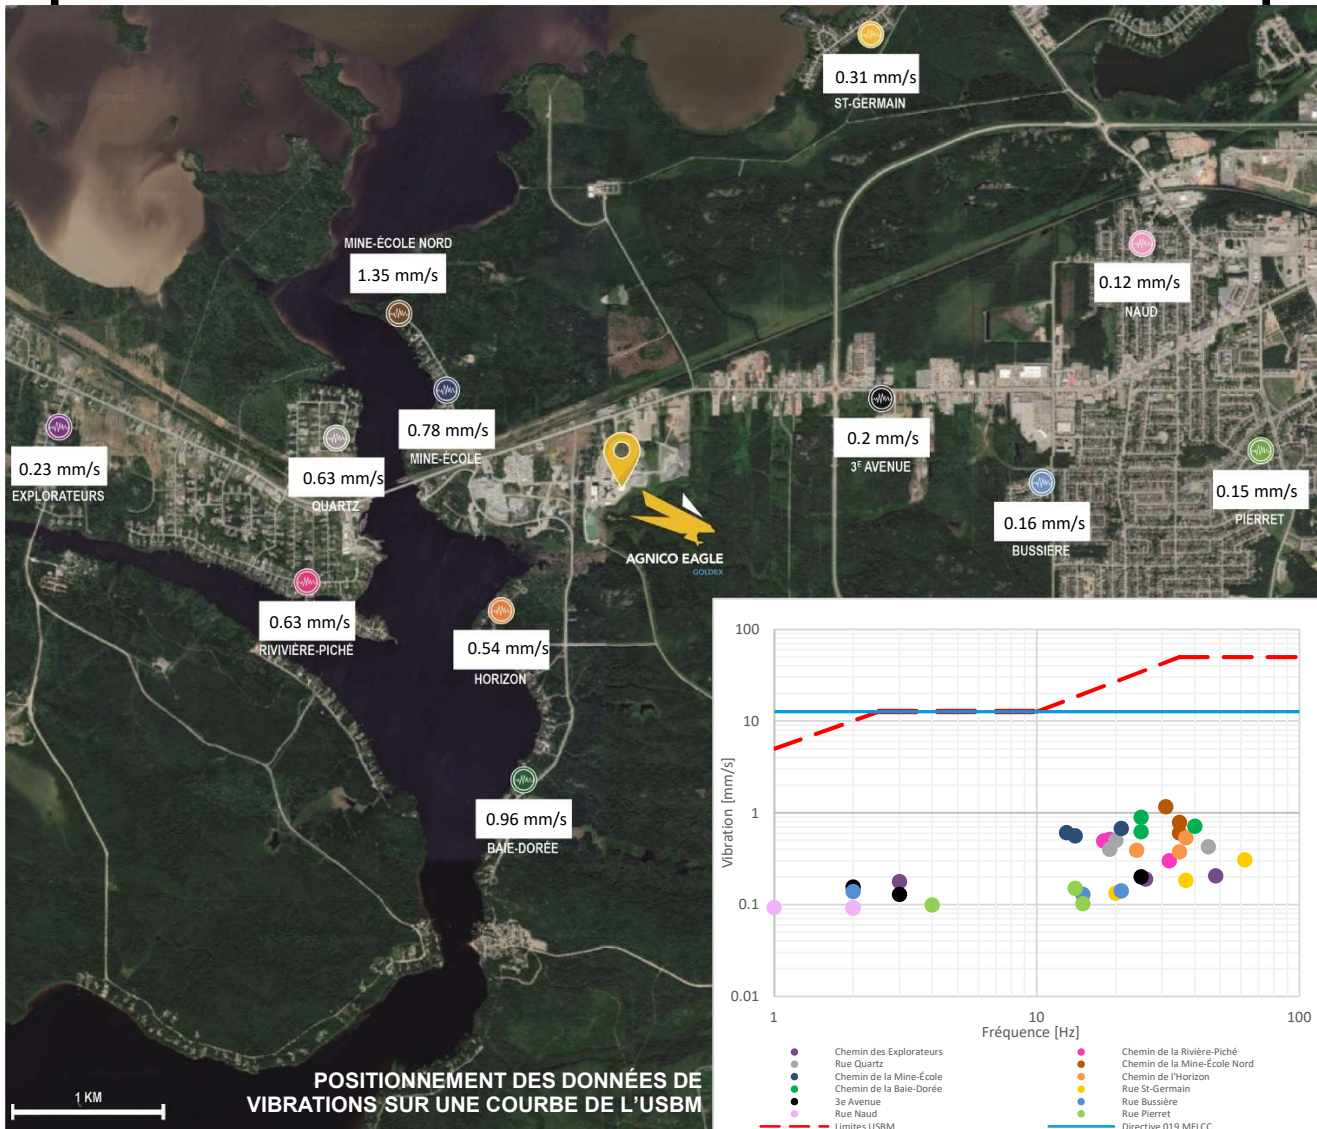 0.31 mm/s
ST-GERMAIN
MINE-ÉCOLE NORD
1.35 mm/s
0.12 mm/s
NAUD
0.78 mm/s
MINE-ÉCOLE
0.2 mm/s
3E AVENUE
0.23 mm/s
EXPLORATEURS
0.63 mm/s
QUARTZ
0.15 mm/s
PIERRET
0.16 mm/s
BUSSIÈRE
AGNICO EAGLE
GOLDEX
0.63 mm/s
RIVIVIÈRE-PICHÉ
0.54 mm/s
HORIZON
0.96 mm/s
BAIE-DORÉE
POSITIONNEMENT DES DONNÉES DE
VIBRATIONS SUR UNE COURBE DE L'USBM
1 KM
100
10
1
0.1
0.01
Vibration [mm/s]
1
10
100
Fréquence [Hz]
Chemin des Explorateurs
Chemin de la Rivière-Piché
Rue Quartz
Chemin de la Mine-École Nord
Chemin de la Mine-École
Chemin de l'Horizon
Chemin de la Baie-Dorée
Rue St-Germain
3e Avenue
Rue Bussière
Rue Naud
Rue Pierret
Limites USBM
Directive 019 MELCC